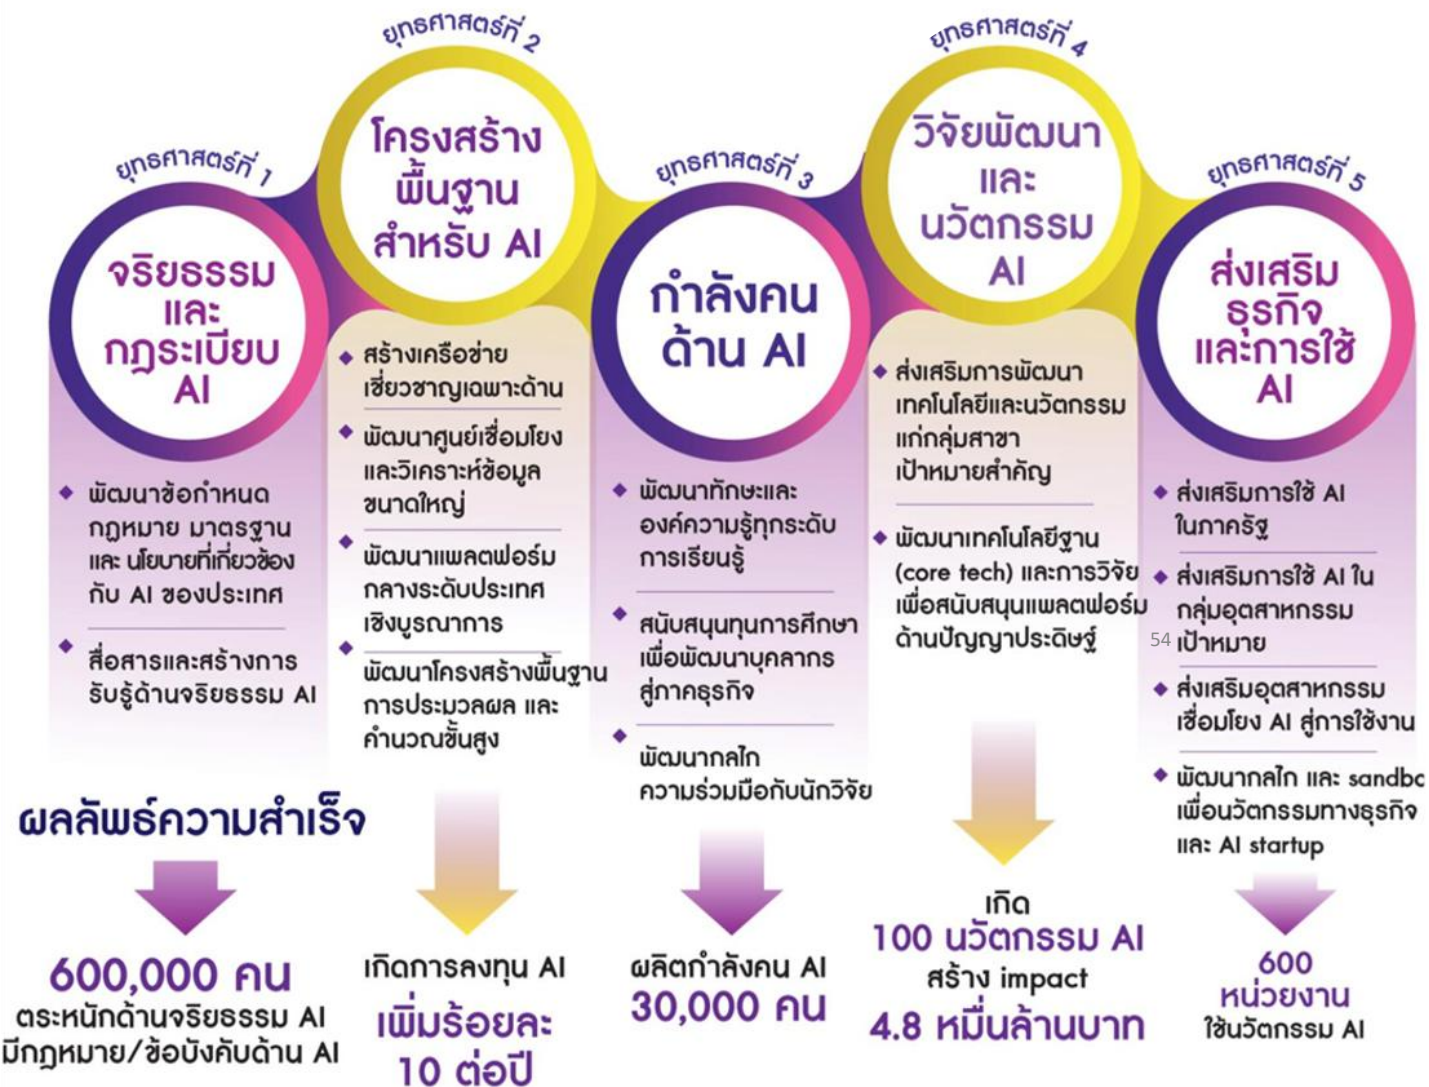 ยุทธศาสตร์ที่ 1
จริยธรรม
และ
กฎระเบียบ
AI
พัฒนาข้อกำหนด
กฎหมาย มาตรฐาน
และ นโยบายที่เกี่ยวข้อง
กับ AI ของประเทศ
สื่อสารและสร้างการ
รับรู้ด้านจริยธรรม AI
ยุทธศาสตร์ที่ 2
โครงสร้าง
พื้นฐาน
สำหรับ AI
สร้างเครือข่าย
เชี่ยวชาญเฉพาะด้าน
พัฒนาศูนย์เชื่อมโยง
และวิเคราะห์ข้อมูล
ขนาดใหญ่
พัฒนาแพลตฟอร์ม
กลางระดับประเทศ
เชิงบูรณาการ
พัฒนาโครงสร้างพื้นฐาน
การประมวลผล และ
คำนวณขั้นสูง
ยุทธศาสตร์ที่ 3
กำลังคน
ด้าน AI
พัฒนาทักษะและ
องค์ความรู้ทุกระดับ
การเรียนรู้
สนับสนุนทุนการศึกษา
เพื่อพัฒนาบุคลากร
สู่ภาคธุรกิจ
พัฒนากลไก
ความร่วมมือกับนักวิจัย
ยุทธศาสตร์ที่ 4
วิจัยพัฒนา
และ
นวัตกรรม
AI
ส่งเสริมการพัฒนา
เทคโนโลยีและนวัตกรรม
แก่กลุ่มสาขา
เป้าหมายสำคัญ
พัฒนาเทคโนโลยีฐาน
(core tech) และการวิจัย
เพื่อสนับสนุนแพลตฟอร์ม
ด้านปัญญาประดิษฐ์
ยุทธศาสตร์ที่ 5
ส่งเสริม
ธุรกิจ
และการใช้
AI
ส่งเสริมการใช้ AI
ในภาครัฐ
ส่งเสริมการใช้ AI ใน
กลุ่มอุตสาหกรรม
54
เป้าหมาย
ส่งเสริมอุตสาหกรรม
เชื่อมโยง AI สู่การใช้งาน
พัฒนากลไก และ sandbc
เพื่อนวัตกรรมทางธุรกิจ
และ AI startup
ผลลัพธ์ความสำเร็จ
600,000 คน
ตระหนักด้านจริยธรรม AI
มีกฎหมาย/ข้อบังคับด้าน AI
เกิดการลงทุน AI
เพิ่มร้อยละ
10 ต่อปี
ผลิตกำลังคน AI
30,000 คน
เกิด
100 นวัตกรรม AI
สร้าง impact
4.8 หมื่นล้านบาท
600
หน่วยงาน
ใช้นวัตกรรม AI